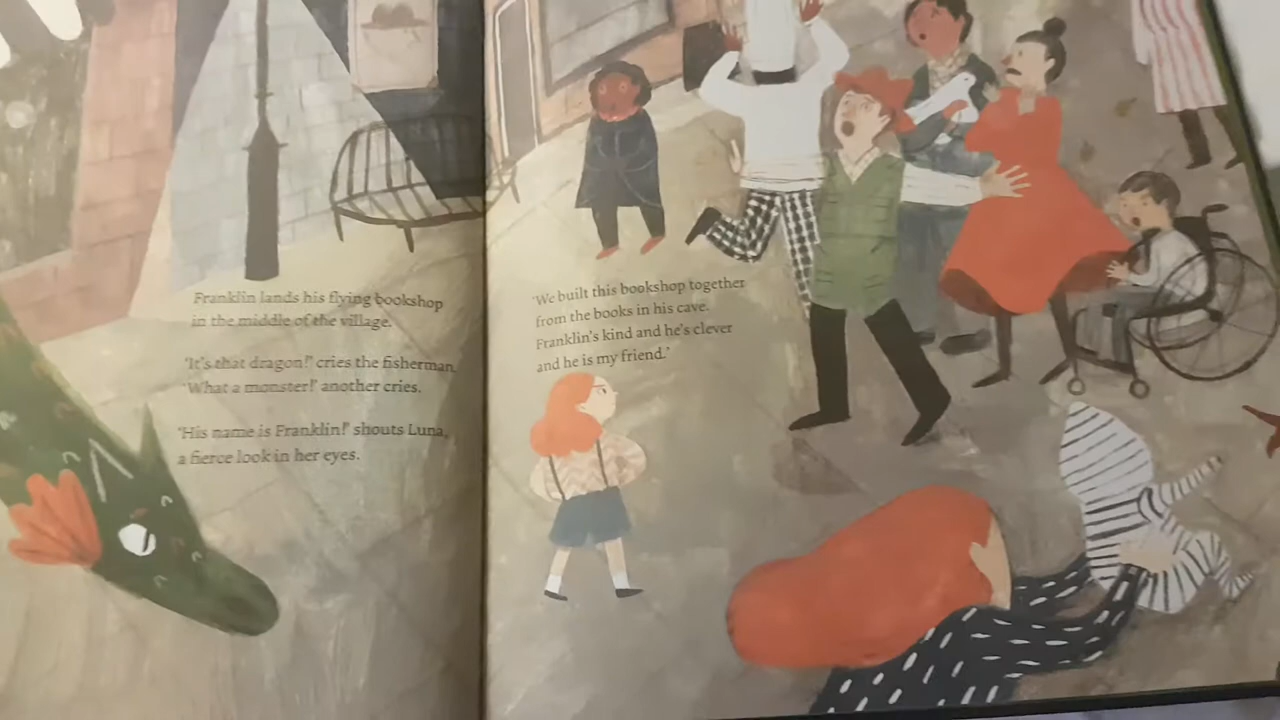 Franklin lands his flying bookshop
in the middle of the village.
'It's that dragon!' cries the fisherman.
'What a monster!' another cries.
'His name is Franklin!' shouts Luna,
a fierce look in her eyes.
'We built this bookshop together
from the books in his cave.
Franklin's kind and he's clever
and he is my friend.'